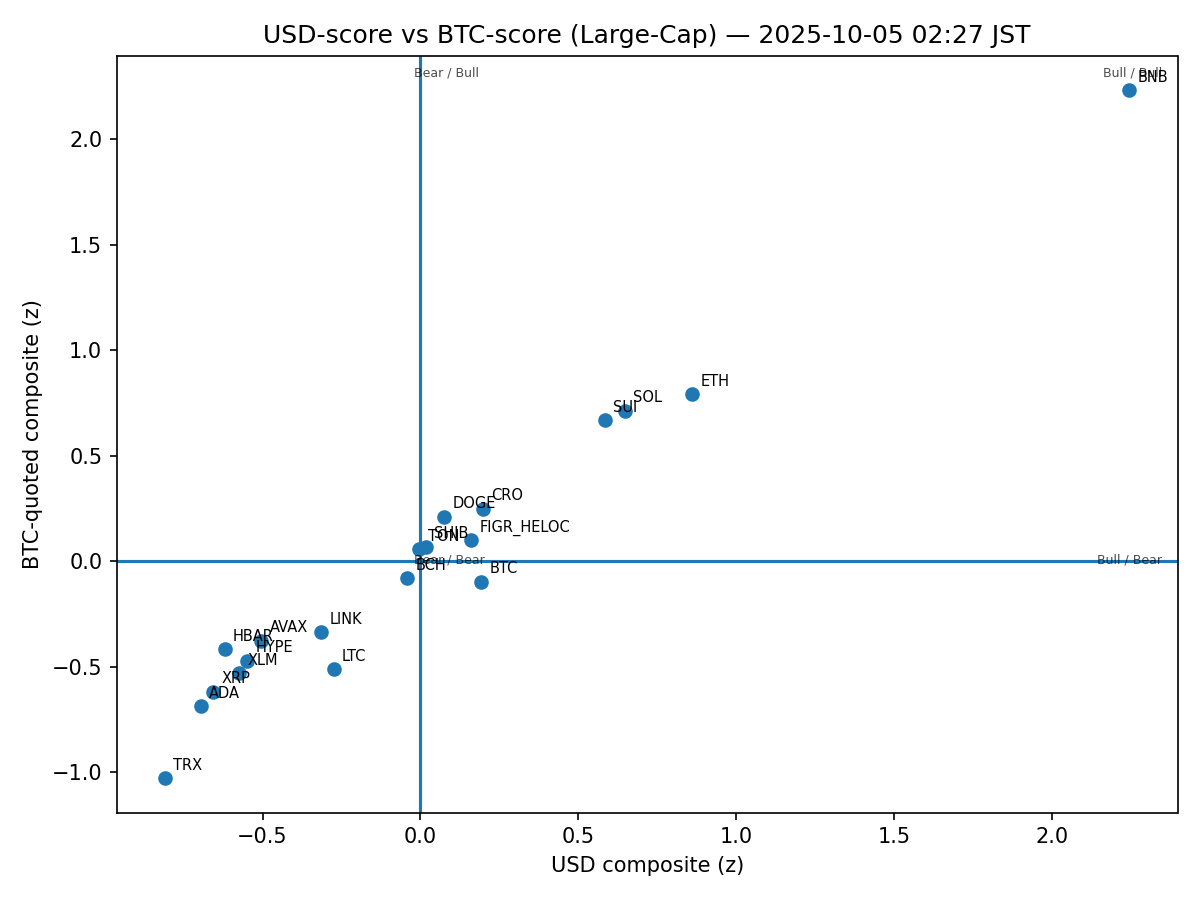 USD-score vs BTC-score (Large-Cap) — 2025-10-05 02:27 JST
Bear / Bull
Bull / Bull
BNB
ETH
SOL
SUI
CRO
DOGE
FIGR_HELOC
SHIB
TON
Bear / Bear
Bull / Bear
BCH
BTC
LINK
AVAX
HBAR
HYPE
LTC
XLM
XRP
ADA
TRX
2.0
1.5
1.0
0.5
0.0
−0.5
−1.0
−0.5
0.0
0.5
1.0
1.5
2.0
BTC-quoted composite (z)
USD composite (z)